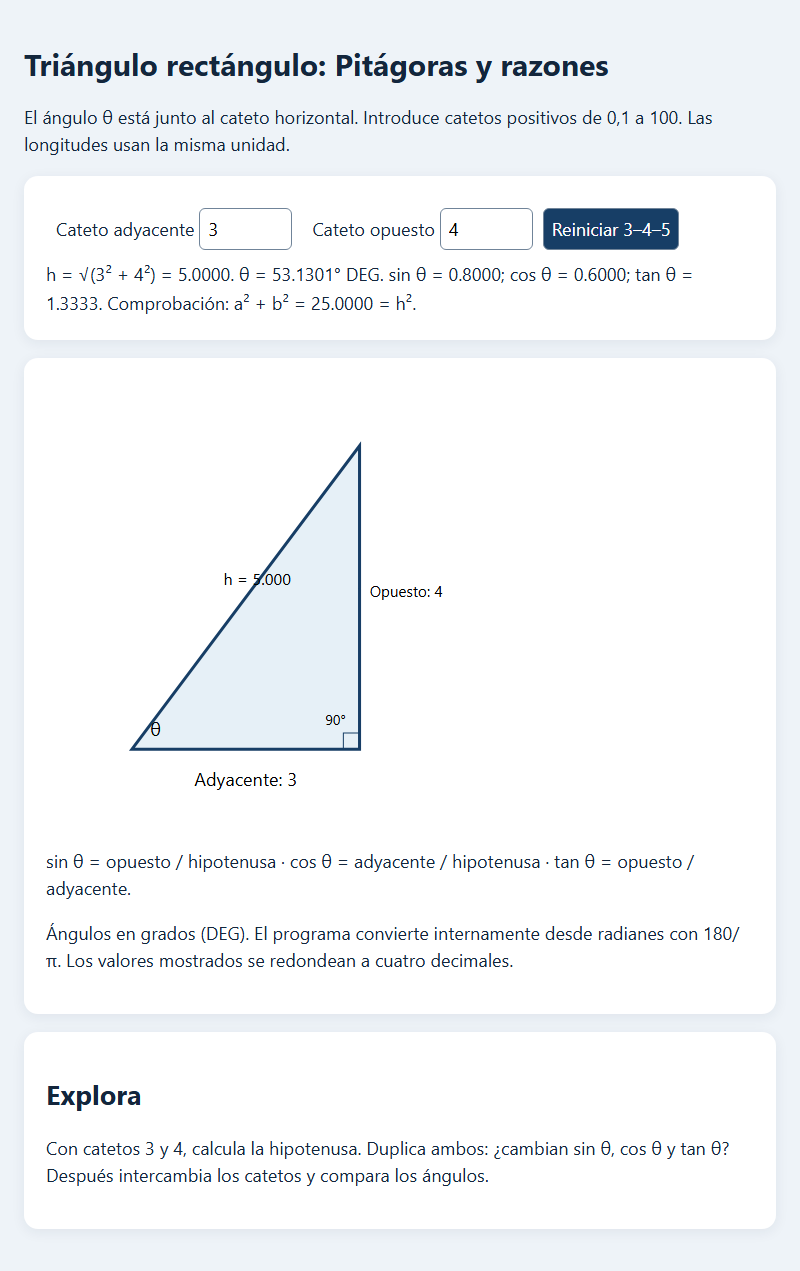 Triángulo rectángulo: Pitágoras y razones
El ángulo θ está junto al cateto horizontal. Introduce catetos positivos de 0,1 a 100. Las
longitudes usan la misma unidad.
Cateto adyacente 3 Cateto opuesto 4 Reiniciar 3–4–5
h = √(3² + 4²) = 5.0000. θ = 53.1301° DEG. sin θ = 0.8000; cos θ = 0.6000; tan θ =
1.3333. Comprobación: a² + b² = 25.0000 = h².
h = 5.000
Opuesto: 4
90°
θ
Adyacente: 3
sin θ = opuesto / hipotenusa · cos θ = adyacente / hipotenusa · tan θ = opuesto /
adyacente.
Ángulos en grados (DEG). El programa convierte internamente desde radianes con 180/
π. Los valores mostrados se redondean a cuatro decimales.
Explora
Con catetos 3 y 4, calcula la hipotenusa. Duplica ambos: ¿cambian sin θ, cos θ y tan θ?
Después intercambia los catetos y compara los ángulos.